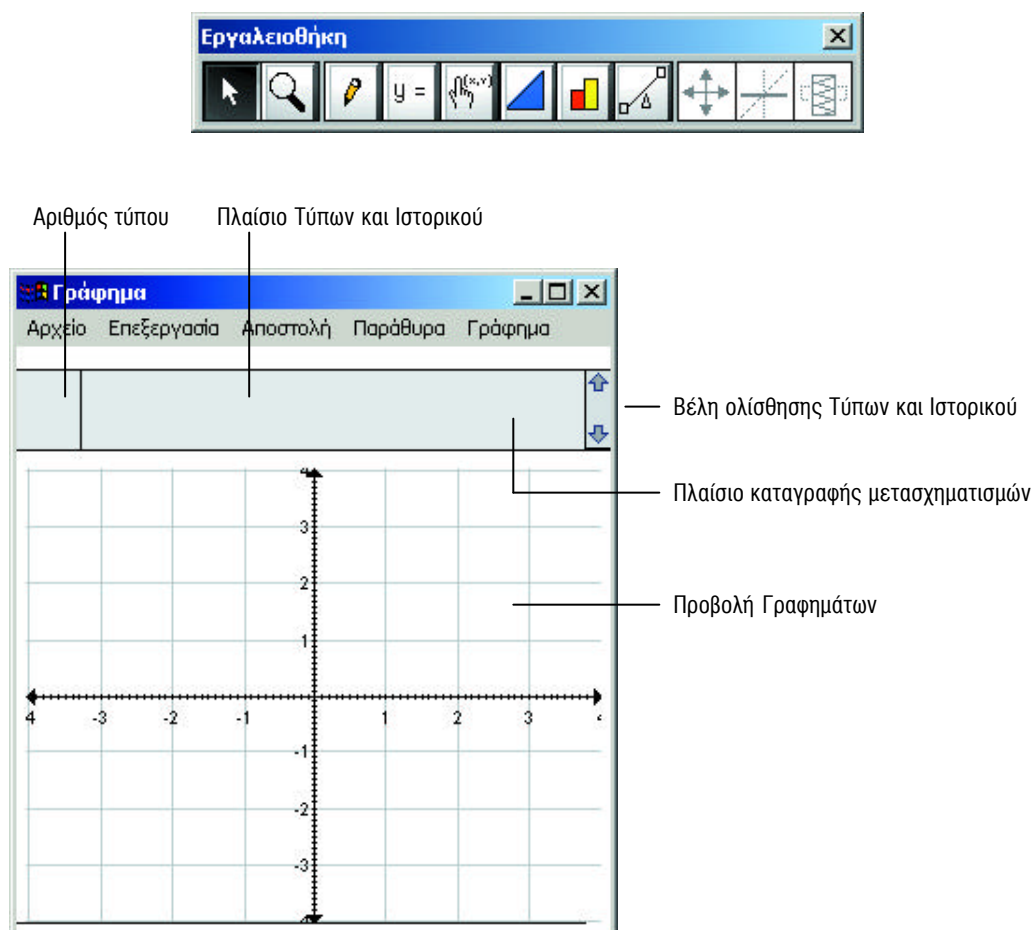 Εργαλειοθήκη
y =
(x,y)
Αριθμός τύπου
Πλαίσιο Τύπων και Ιστορικού
Γράφημα
Αρχείο Επεξεργασία Αποστολή Παράθυρα Γράφημα
Βέλη ολίσθησης Τύπων και Ιστορικού
Πλαίσιο καταγραφής μετασχηματισμών
4
3
2
Προβολή Γραφημάτων
1
4 -3 -2 -1 1 2 3
-1
-2
-3